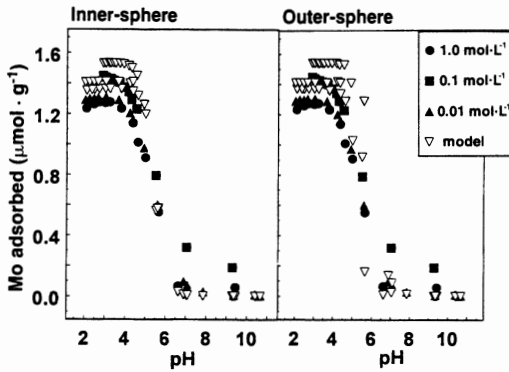 Inner-sphere
Outer-sphere
Mo adsorbed (μmol · g⁻¹)
1.6
1.2
0.8
0.4
0.0
2 4 6 8 10
pH
2 4 6 8 10
pH
1.0 mol·L⁻¹
0.1 mol·L⁻¹
0.01 mol·L⁻¹
model